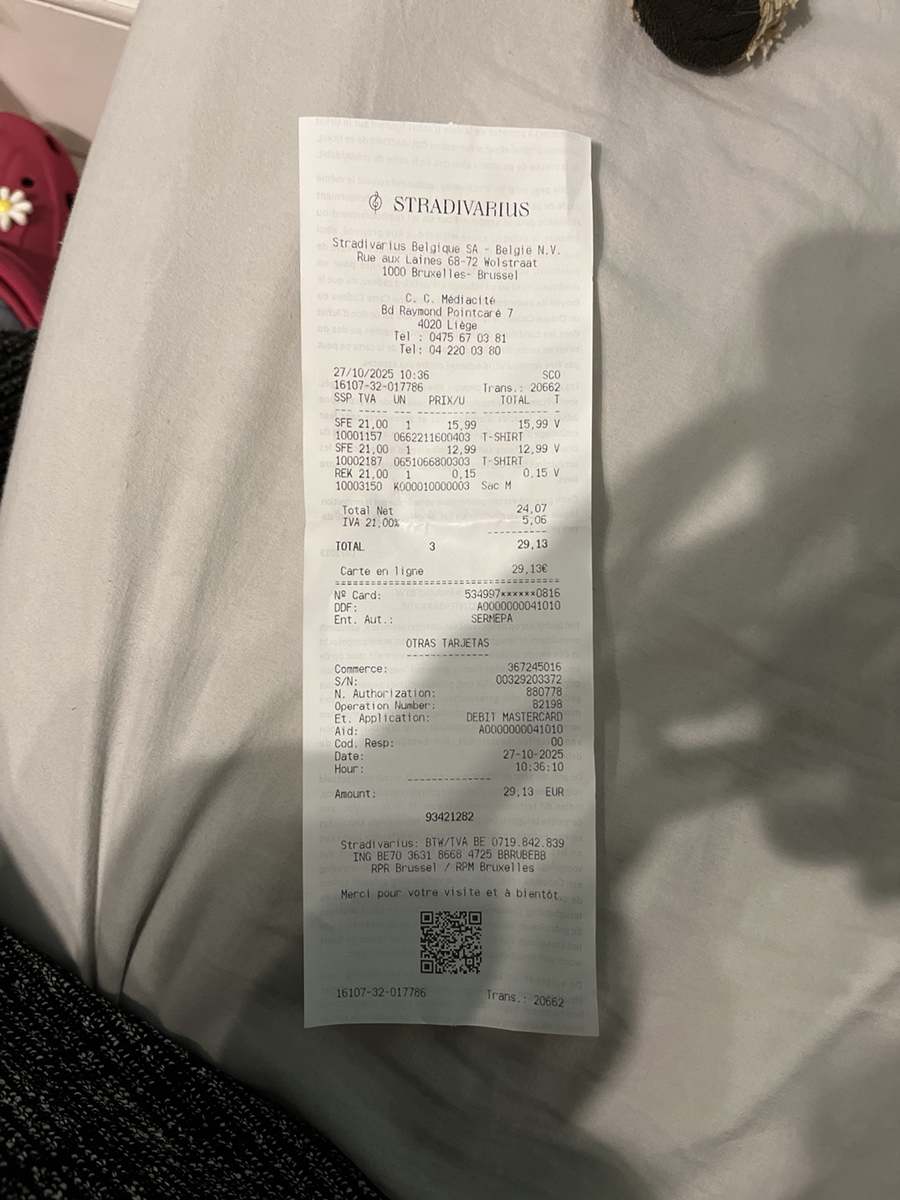 STRADIVARIUS
Stradivarius Belgique SA - Belgie N.V.
Rue aux Laines 68-72 Wolstraat
1000 Bruxelles- Brussel
C. C. Médiacité
Bd Raymond Pointcaré 7
4020 Liège
Tel : 0475 67 03 81
Tel: 04 220 03 80
27/10/2025 10:36 SCO
16107-32-017786 Trans.: 20662
SSP TVA UN PRIX/U TOTAL T
--- --- -- --------- --------- -
SFE 21,00 1 15,99 15,99 V
10001157 0662211600403 T-SHIRT
SFE 21,00 1 12,99 12,99 V
10002187 0651066800303 T-SHIRT
REK 21,00 1 0,15 0,15 V
10003150 K000010000003 Sac M
Total Net 24,07
IVA 21,00% 5,06
----------
TOTAL 3 29,13
Carte en ligne 29,13€
======================================
Nº Card: 534997******0816
DDF: A0000000041010
Ent. Aut.: SERMEPA
OTRAS TARJETAS
--------------
Commerce: 367245016
S/N: 00329203372
N. Authorization: 880778
Operation Number: 82198
Et. Application: DEBIT MASTERCARD
Aid: A0000000041010
Cod. Resp: 00
Date: 27-10-2025
Hour: 10:36:10
--------------
Amount: 29,13 EUR
93421282
Stradivarius: BTW/TVA BE 0719.842.839
ING BE70 3631 8668 4725 BBRUBEBB
RPR Brussel / RPM Bruxelles
Merci pour votre visite et à bientôt.
16107-32-017786 Trans.: 20662